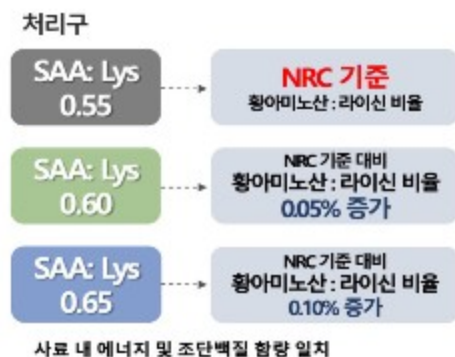 처리구
SAA: Lys
0.55
NRC 기준
황아미노산 : 라이신 비율
SAA: Lys
0.60
NRC 기준 대비
황아미노산 : 라이신 비율
0.05% 증가
SAA: Lys
0.65
NRC 기준 대비
황아미노산 : 라이신 비율
0.10% 증가
사료 내 에너지 및 조단백질 함량 일치